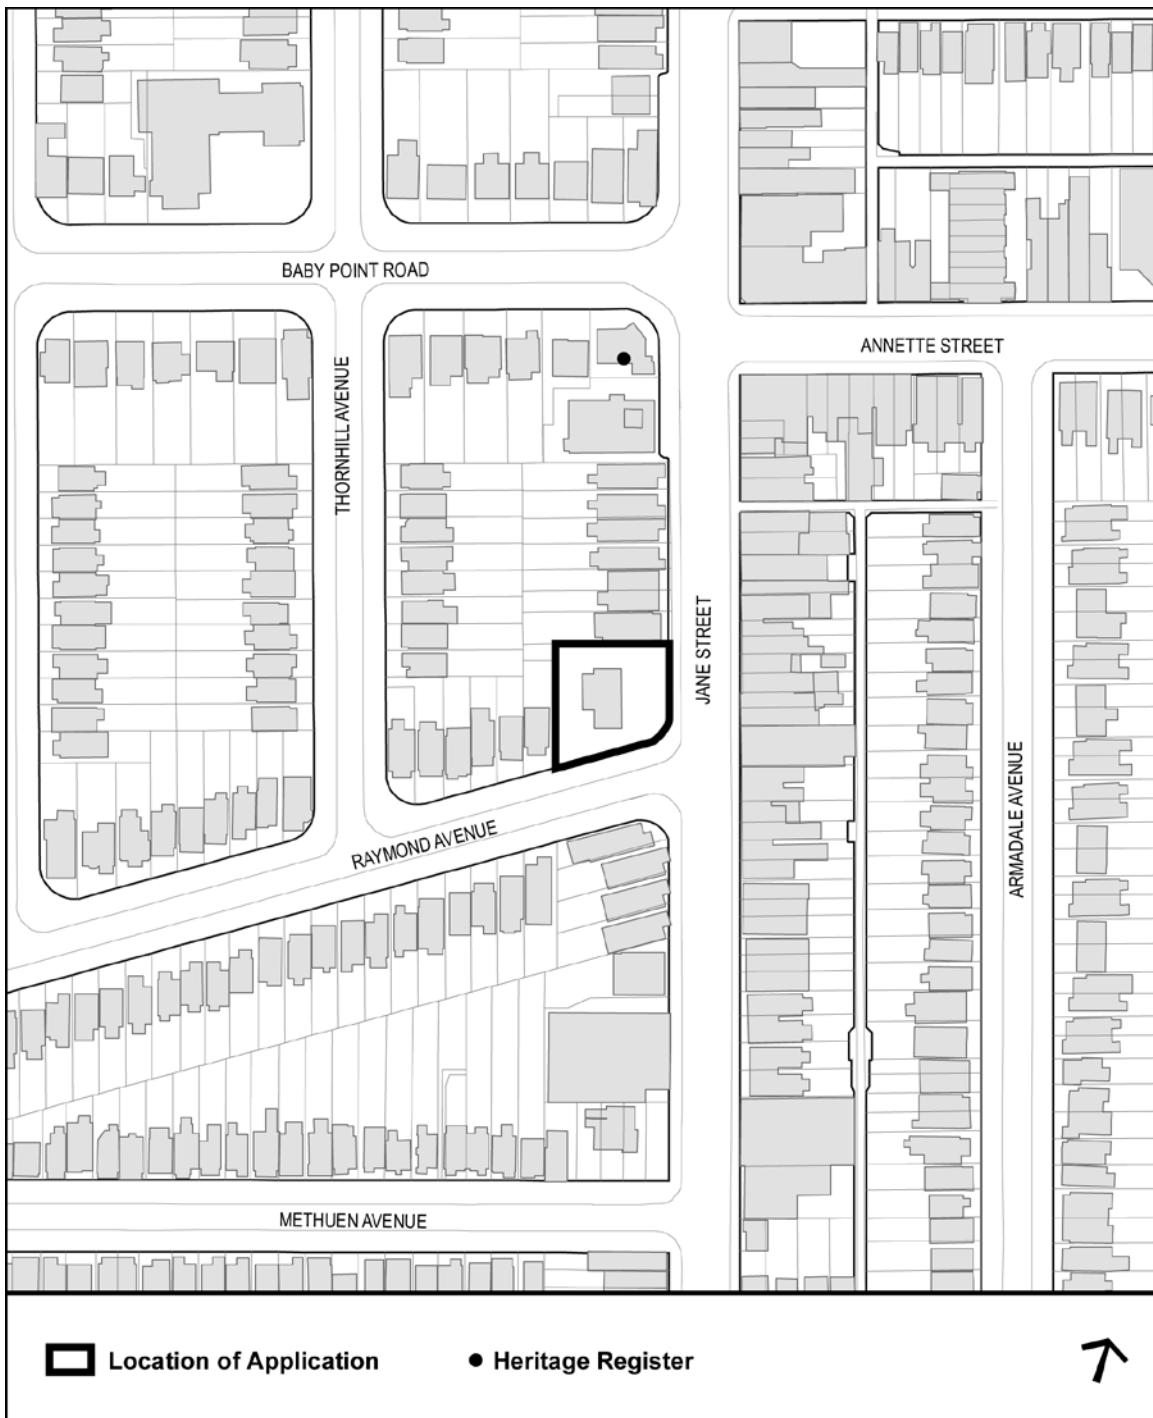 BABY POINT ROAD
ANNETTE STREET
THORNHILL AVENUE
JANE STREET
ARMADALE AVENUE
RAYMOND AVENUE
METHUEN AVENUE
Location of Application
Heritage Register